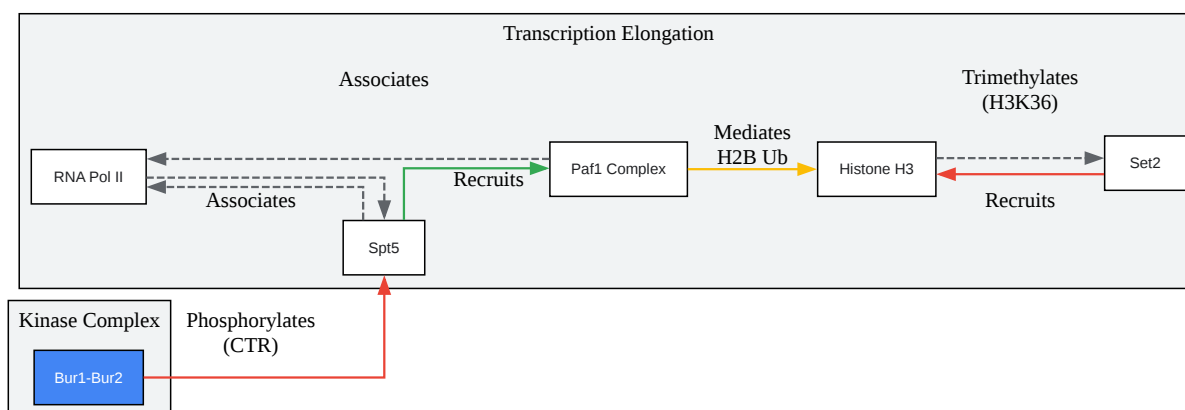 Transcription Elongation
Associates
Trimethylates
(H3K36)
Mediates
H2B Ub
RNA Pol II
Paf1 Complex
Histone H3
Set2
Recruits
Associates
Recruits
Spt5
Kinase Complex
Phosphorylates
(CTR)
Bur1-Bur2